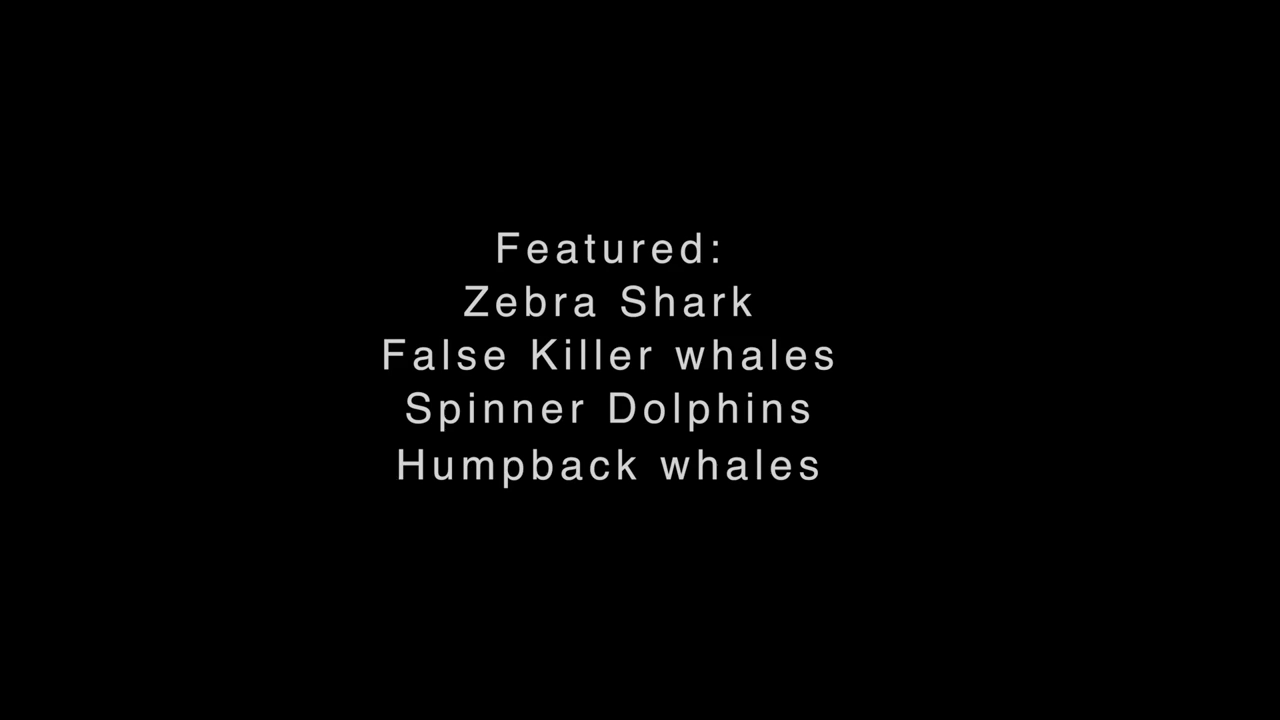 Featured:
Zebra Shark
False Killer whales
Spinner Dolphins
Humpback whales